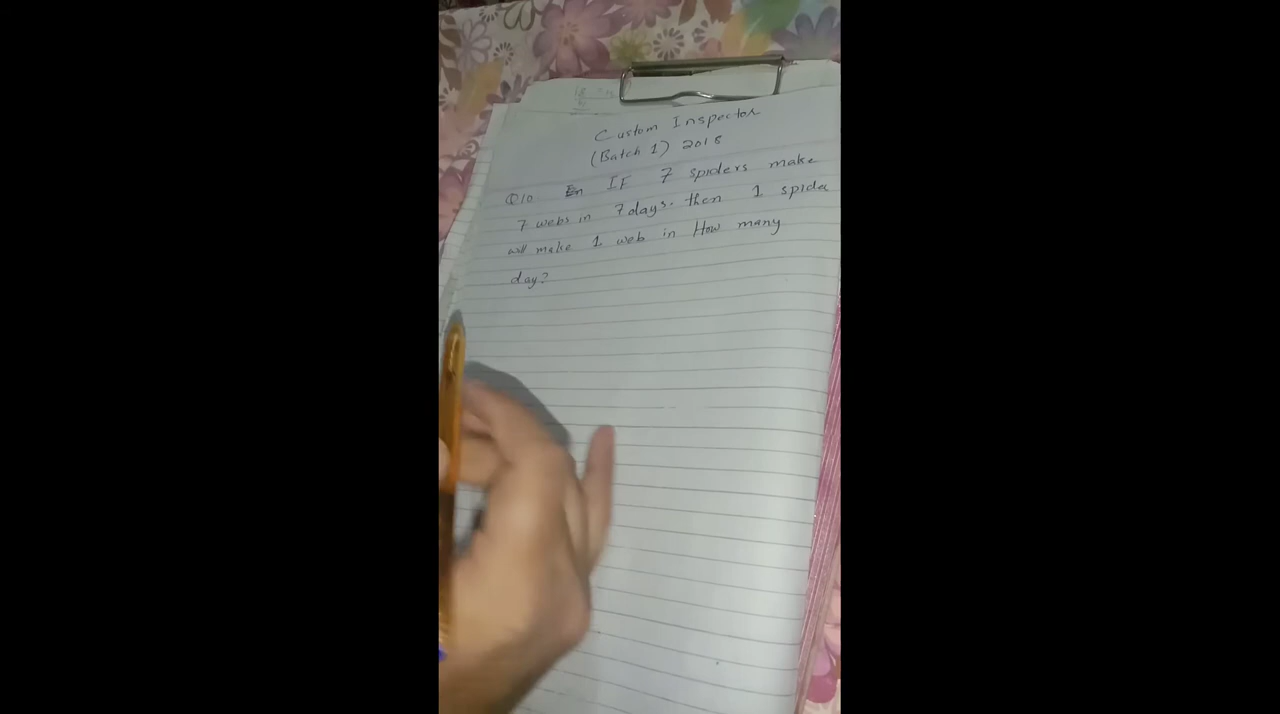 Custom Inspector
(Batch 1) 2018
Q10 IF 7 spiders make
7 webs in 7 days. then 1 spider
will make 1 web in How many
day?